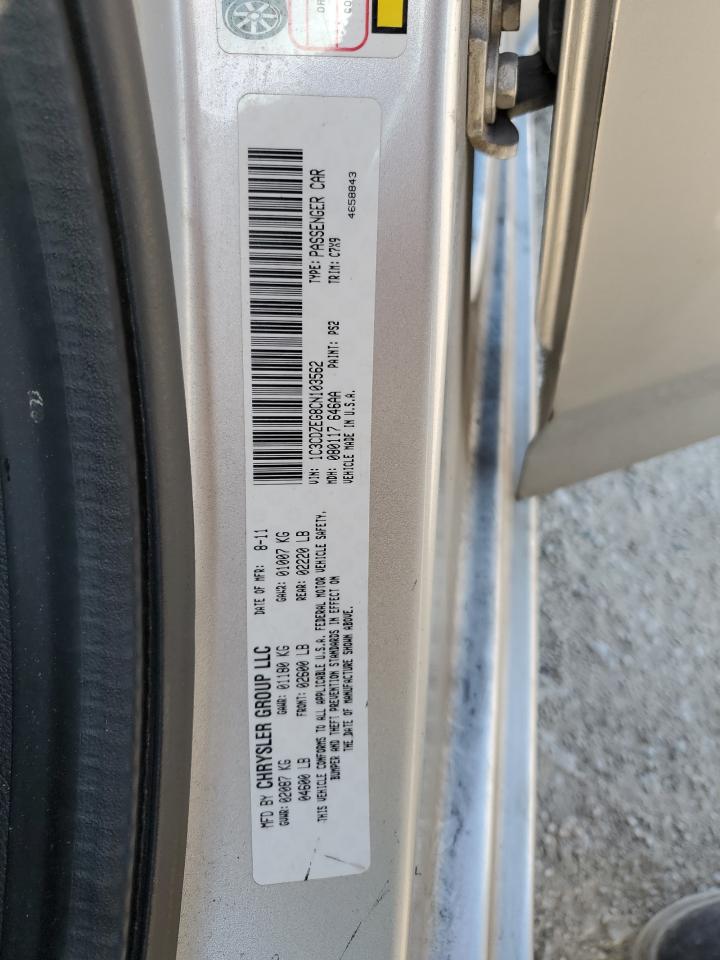 MFD BY CHRYSLER GROUP LLC
DATE OF MFR: 8-11
GVWR: 02087 KG
GAWR: 01180 KG
GAWR: 01007 KG
04600 LB
FRONT: 02600 LB
REAR: 02220 LB
THIS VEHICLE CONFORMS TO ALL APPLICABLE U.S.A. FEDERAL MOTOR VEHICLE SAFETY,
BUMPER AND THEFT PREVENTION STANDARDS IN EFFECT ON
THE DATE OF MANUFACTURE SHOWN ABOVE.
VIN: 1C3CDZEG8CN103562
TYPE: PASSENGER CAR
MDH: 080117 646AA
PAINT: PS2
TRIM: C7X9
VEHICLE MADE IN U.S.A.
4658843